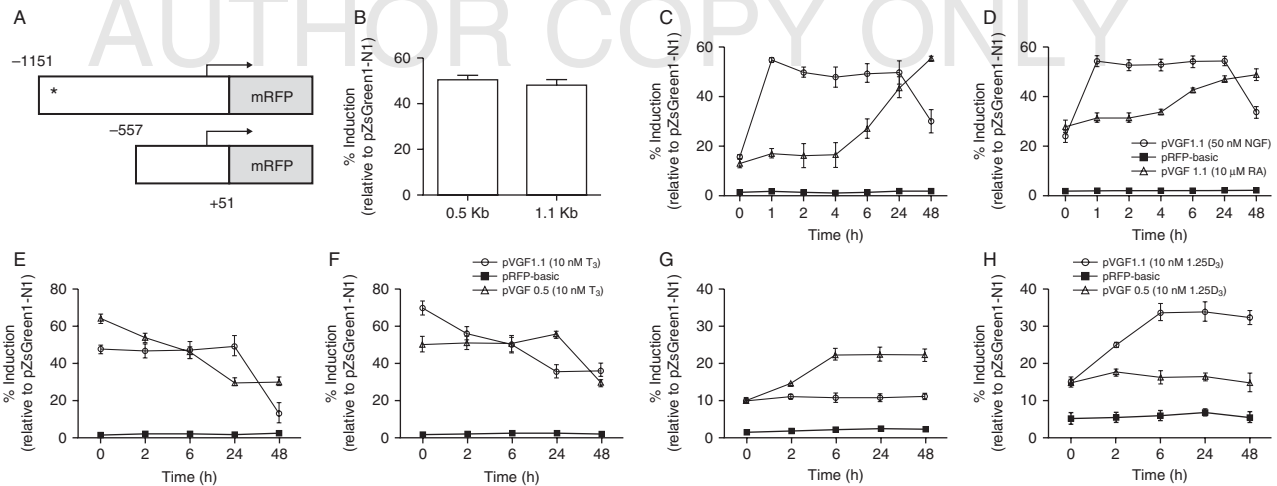 AUTHOR COPY ONLY
A
−1151
*
mRFP
−557
mRFP
+51
B
% Induction
(relative to pZsGreen1-N1)
60
40
20
0
0.5 Kb
1.1 Kb
C
% Induction
(relative to pZsGreen1-N1)
60
40
20
0
0 1 2 4 6 24 48
Time (h)
D
% Induction
(relative to pZsGreen1-N1)
60
40
20
0
pVGF1.1 (50 nM NGF)
pRFP-basic
pVGF 1.1 (10 μM RA)
0 1 2 4 6 24 48
Time (h)
E
% Induction
(relative to pZsGreen1-N1)
80
60
40
20
0
0 2 6 24 48
Time (h)
F
% Induction
(relative to pZsGreen1-N1)
pVGF1.1 (10 nM T3)
pRFP-basic
pVGF 0.5 (10 nM T3)
80
60
40
20
0
0 2 6 24 48
Time (h)
G
% Induction
(relative to pZsGreen1-N1)
40
30
20
10
0
0 2 6 24 48
Time (h)
H
% Induction
(relative to pZsGreen1-N1)
pVGF1.1 (10 nM 1.25D3)
pRFP-basic
pVGF 0.5 (10 nM 1.25D3)
40
30
20
10
0
0 2 6 24 48
Time (h)